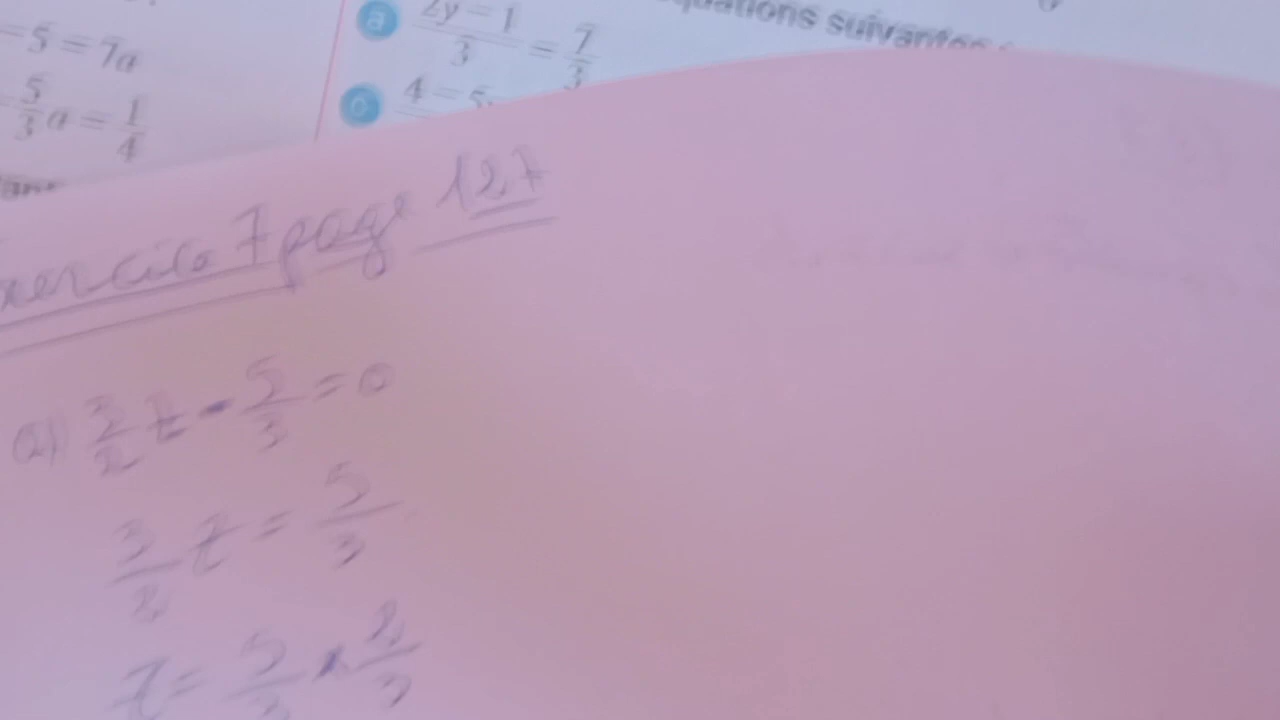 =5=7a
5/3 a = 1/4
a 2y-1/3 = 7/3
équations suivantes
c 4-5
xercice 7 page 127
a) 3/2 z - 5/3 = 0
3/2 z = 5/3
z = 5/3 × 2/3